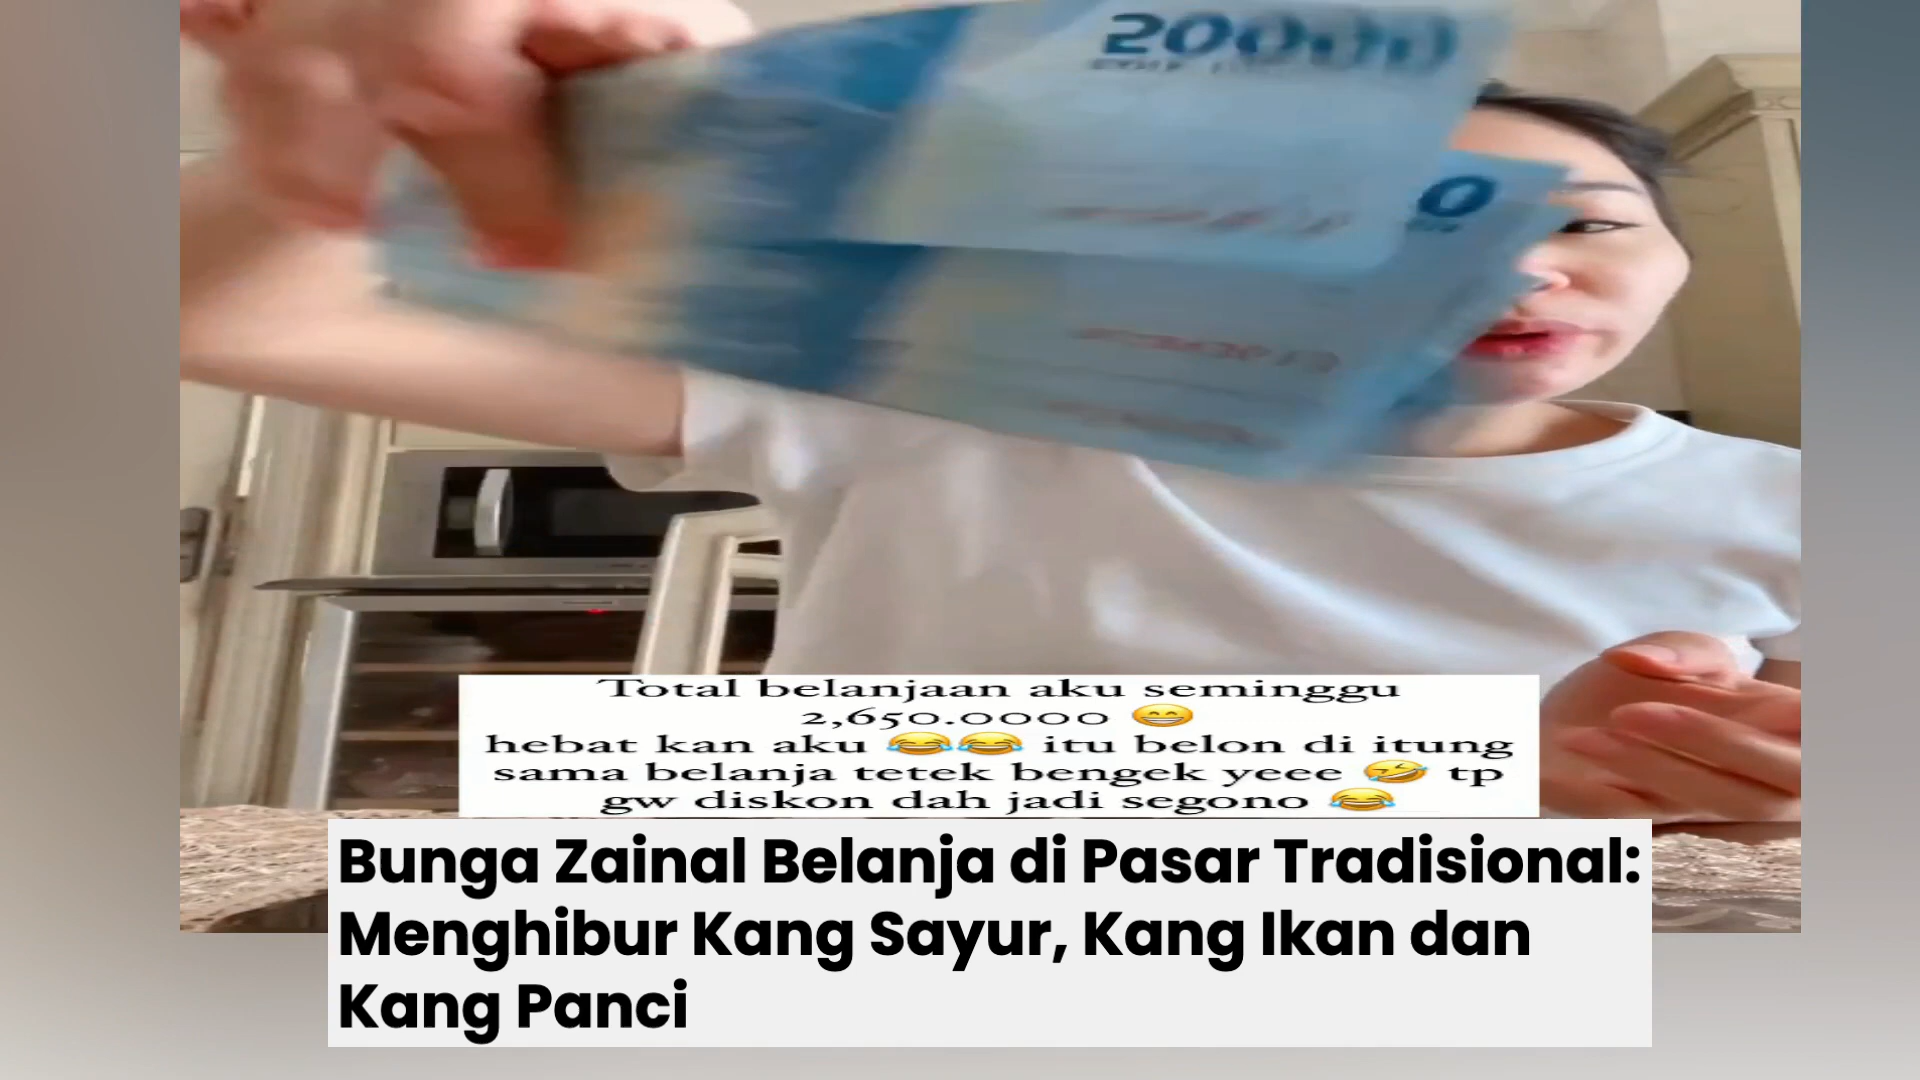 20000
0
Total belanjaan aku seminggu
2,650.0000 😁
hebat kan aku 😂😂 itu belon di itung
sama belanja tetek bengek yeee 🤣 tp
gw diskon dah jadi segono 😂
Bunga Zainal Belanja di Pasar Tradisional:
Menghibur Kang Sayur, Kang Ikan dan
Kang Panci